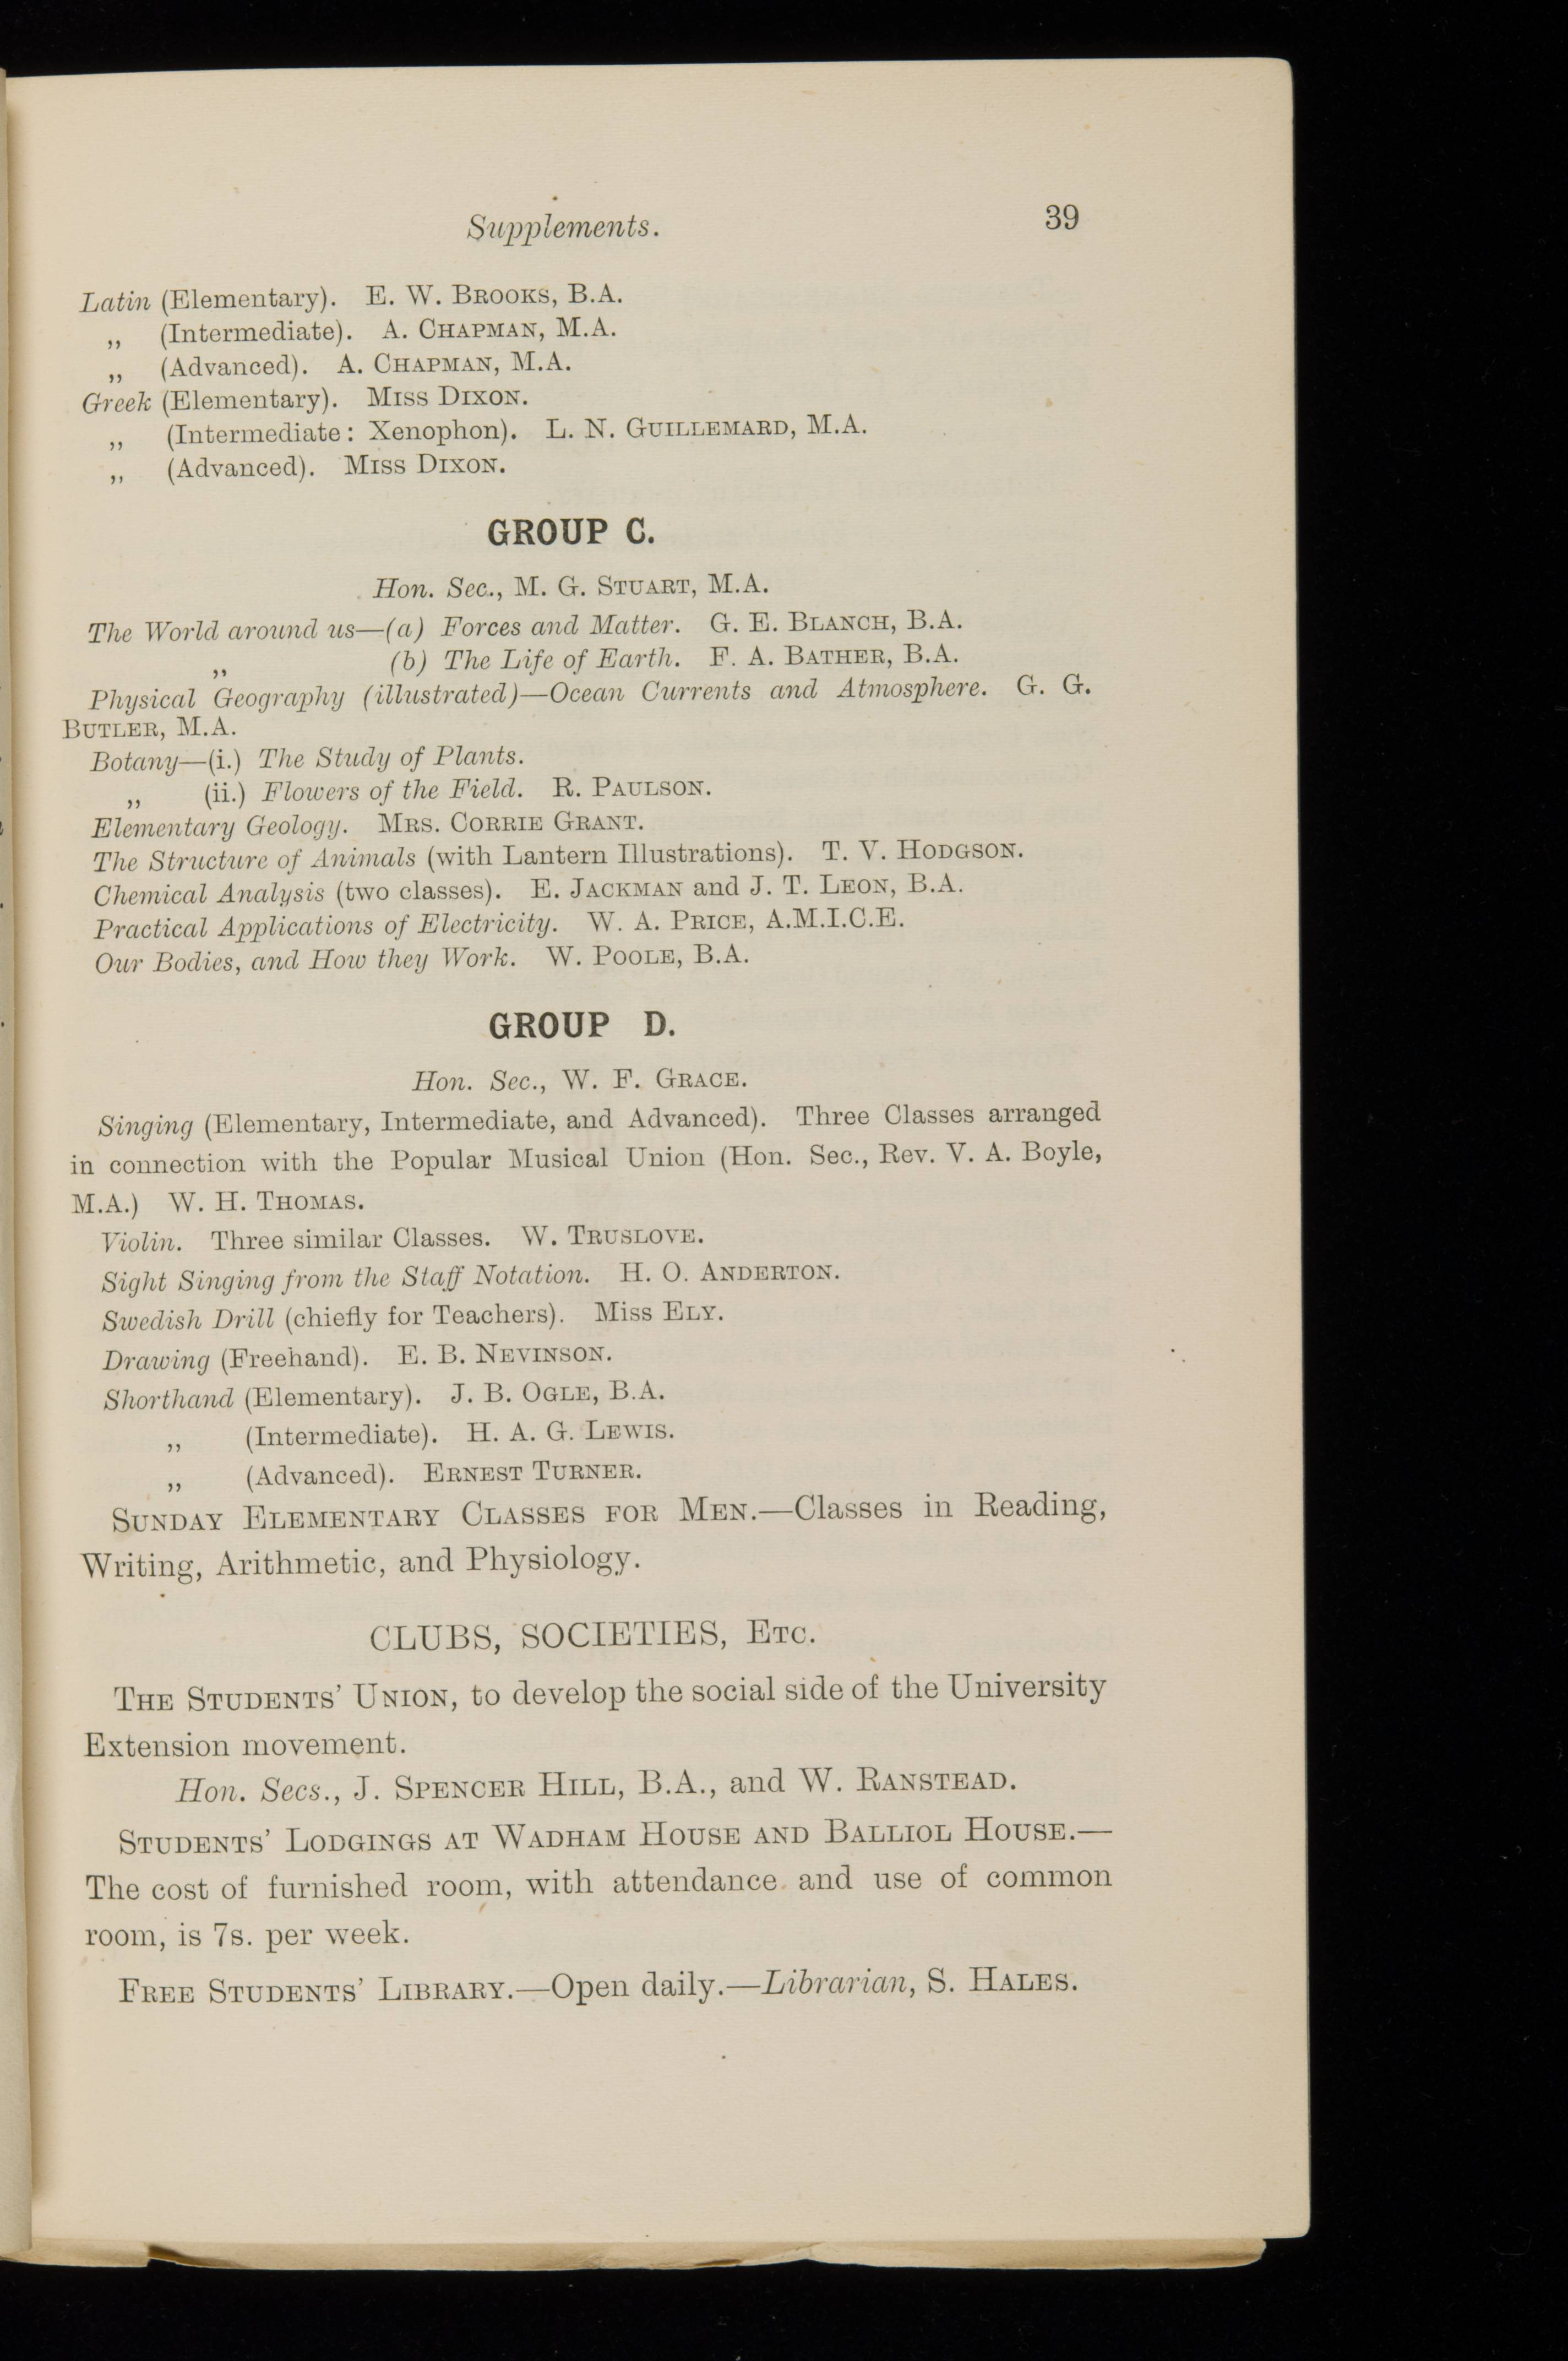 Supplements.
39
Latin (Elementary). E. W. BROOKS, B.A.
„ (Intermediate). A. CHAPMAN, M.A.
„ (Advanced). A. CHAPMAN, M.A.
Greek (Elementary). MISS DIXON.
„ (Intermediate: Xenophon). L. N. GUILLEMARD, M.A.
„ (Advanced). MISS DIXON.
GROUP C.
Hon. Sec., M. G. STUART, M.A.
The World around us—(a) Forces and Matter. G. E. BLANCH, B.A.
„ (b) The Life of Earth. F. A. BATHER, B.A.
Physical Geography (illustrated)—Ocean Currents and Atmosphere. G. G.
BUTLER, M.A.
Botany—(i.) The Study of Plants.
„ (ii.) Flowers of the Field. R. PAULSON.
Elementary Geology. MRS. CORRIE GRANT.
The Structure of Animals (with Lantern Illustrations). T. V. HODGSON.
Chemical Analysis (two classes). E. JACKMAN and J. T. LEON, B.A.
Practical Applications of Electricity. W. A. PRICE, A.M.I.C.E.
Our Bodies, and How they Work. W. POOLE, B.A.
GROUP D.
Hon. Sec., W. F. GRACE.
Singing (Elementary, Intermediate, and Advanced). Three Classes arranged
in connection with the Popular Musical Union (Hon. Sec., Rev. V. A. Boyle,
M.A.) W. H. THOMAS.
Violin. Three similar Classes. W. TRUSLOVE.
Sight Singing from the Staff Notation. H. O. ANDERTON.
Swedish Drill (chiefly for Teachers). Miss ELY.
Drawing (Freehand). E. B. NEVINSON.
Shorthand (Elementary). J. B. OGLE, B.A.
„ (Intermediate). H. A. G. LEWIS.
„ (Advanced). ERNEST TURNER.
SUNDAY ELEMENTARY CLASSES FOR MEN.—Classes in Reading,
Writing, Arithmetic, and Physiology.
CLUBS, SOCIETIES, ETC.
THE STUDENTS' UNION, to develop the social side of the University
Extension movement.
Hon. Secs., J. SPENCER HILL, B.A., and W. RANSTEAD.
STUDENTS' LODGINGS AT WADHAM HOUSE AND BALLIOL HOUSE.—
The cost of furnished room, with attendance and use of common
room, is 7s. per week.
FREE STUDENTS' LIBRARY.—Open daily.—Librarian, S. HALES.